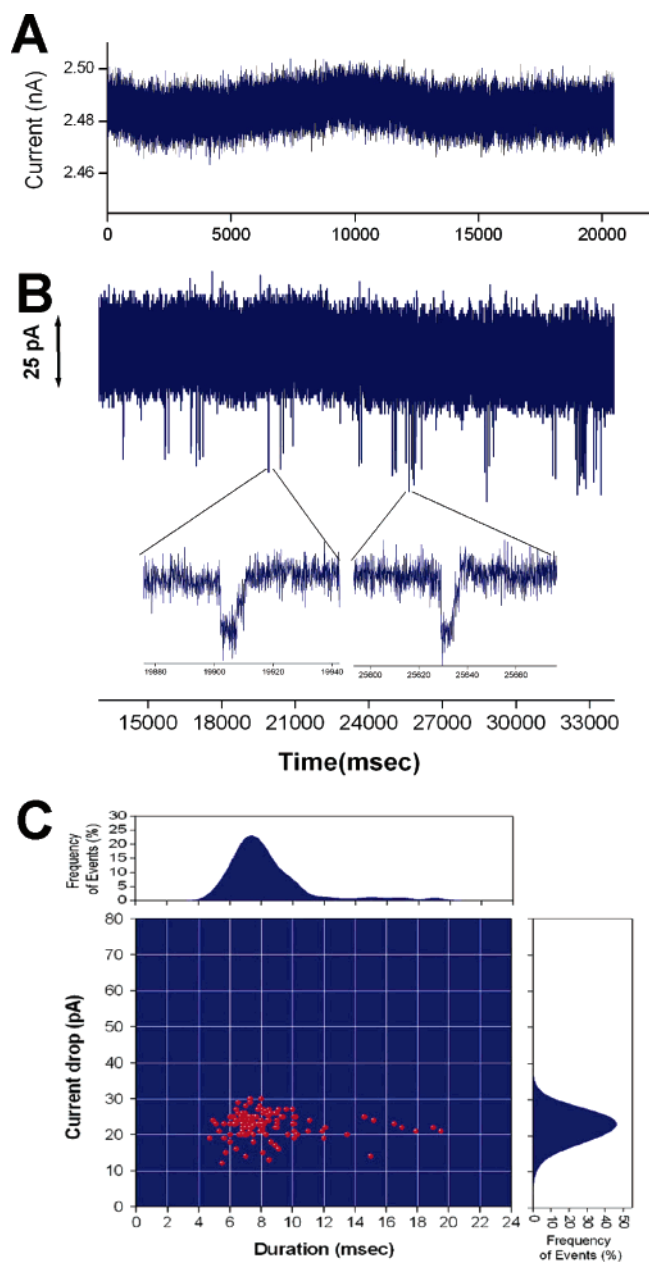 A
Current (nA)
2.50
2.48
2.46
0 5000 10000 15000 20000
B
25 pA
19880 19900 19920 19940
25600 25620 25640 25660
15000 18000 21000 24000 27000 30000 33000
Time(msec)
C
Frequency
of Events (%)
30
25
20
15
10
5
0
Current drop (pA)
80
70
60
50
40
30
20
10
0
0 2 4 6 8 10 12 14 16 18 20 22 24
Duration (msec)
0 10 20 30 40 50
Frequency
of Events (%)